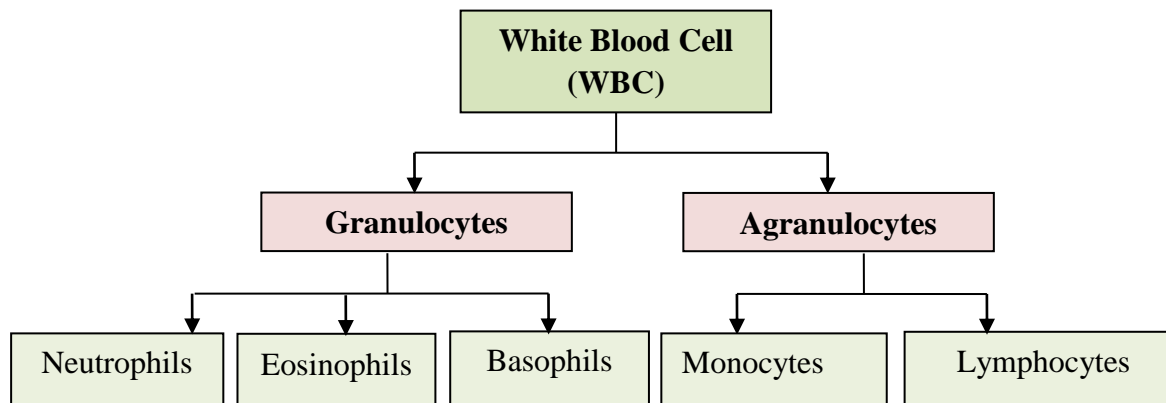 White Blood Cell
(WBC)
Granulocytes
Agranulocytes
Neutrophils
Eosinophils
Basophils
Monocytes
Lymphocytes